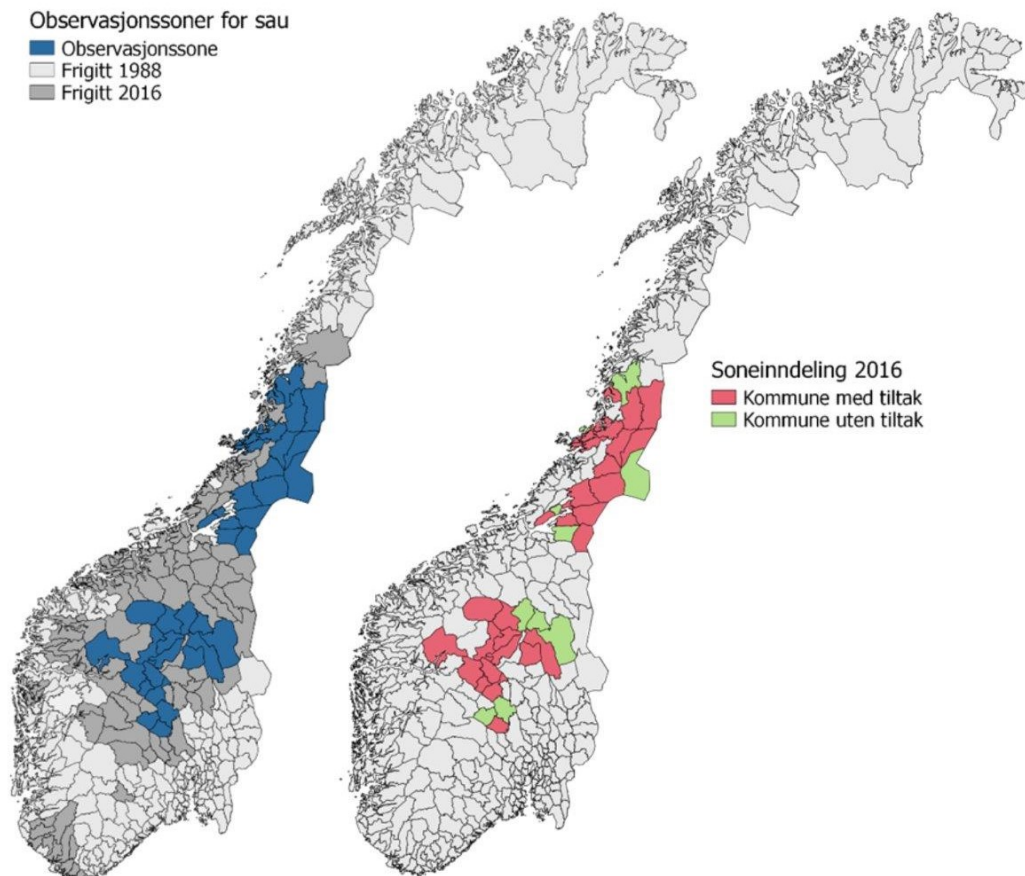 Observasjonssoner for sau
Observasjonssone
Frigitt 1988
Frigitt 2016
Soneinndeling 2016
Kommune med tiltak
Kommune uten tiltak